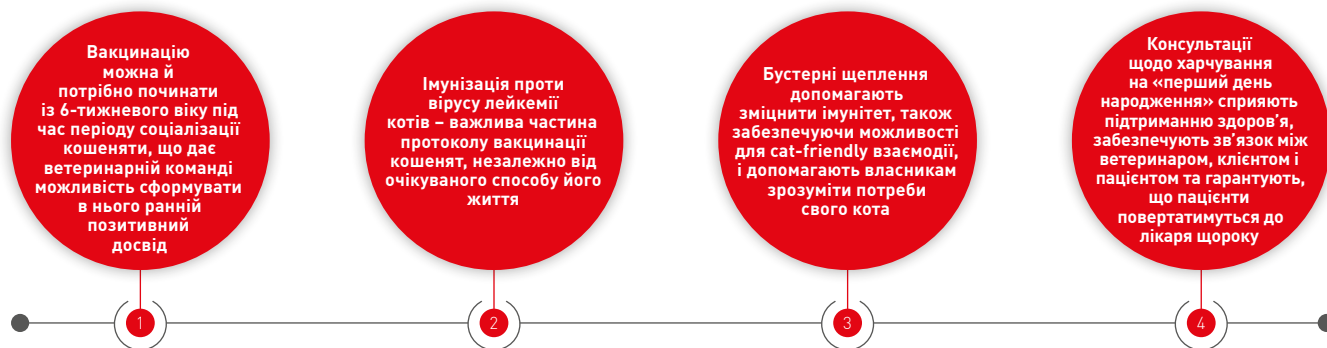 Вакцинацію
можна й
потрібно починати
із 6-тижневого віку під
час періоду соціалізації
кошеняти, що дає
ветеринарній команді
можливість сформувати
в нього ранній
позитивний
досвід
Імунізація проти
вірусу лейкемії
котів – важлива частина
протоколу вакцинації
кошенят, незалежно від
очікуваного способу його
життя
Бустерні щеплення
допомагають
зміцнити імунітет, також
забезпечуючи можливості
для cat-friendly взаємодії,
і допомагають власникам
зрозуміти потреби
свого кота
Консультації
щодо харчування
на «перший день
народження» сприяють
підтриманню здоров’я,
забезпечують зв’язок між
ветеринаром, клієнтом і
пацієнтом та гарантують,
що пацієнти
повертатимуться до
лікаря щороку
1
2
3
4